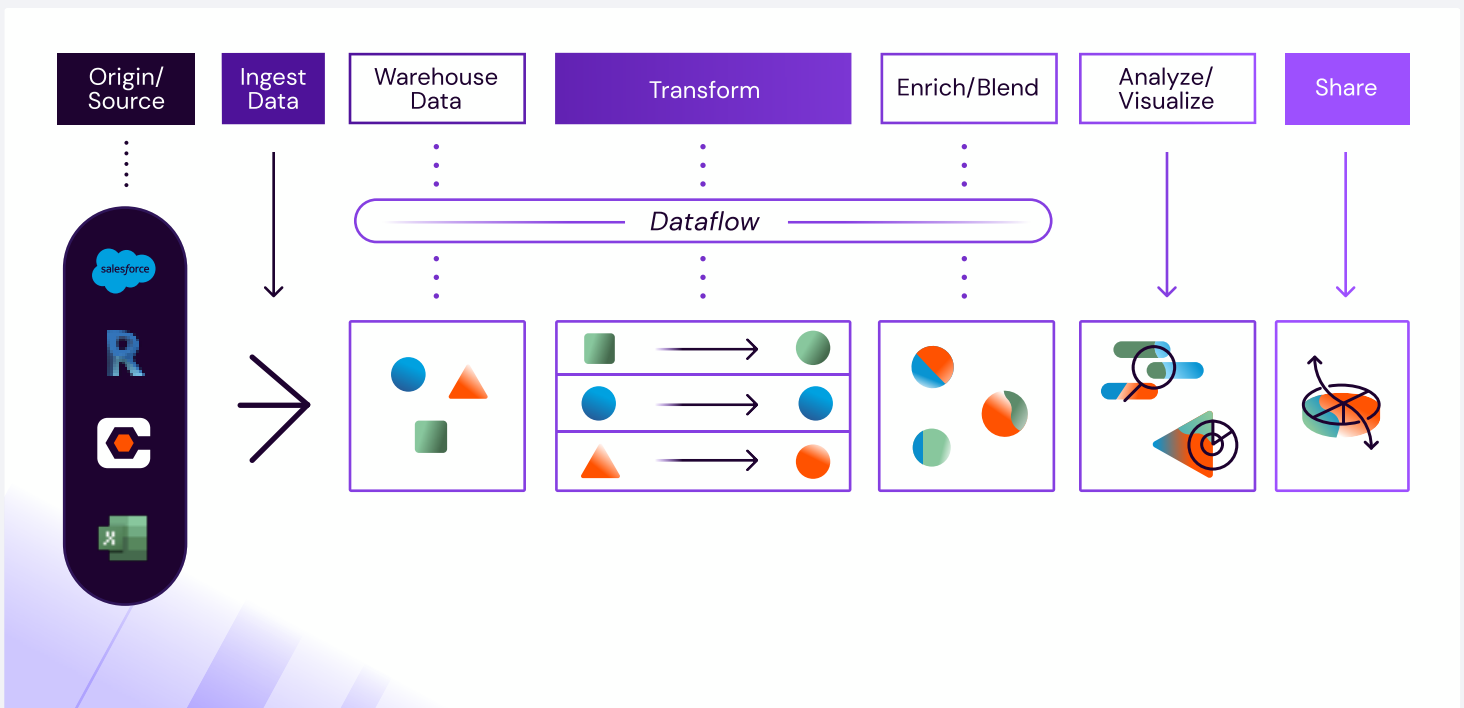 Origin/
Source
Ingest
Data
Warehouse
Data
Transform
Enrich/Blend
Analyze/
Visualize
Share
Dataflow
salesforce
R
X